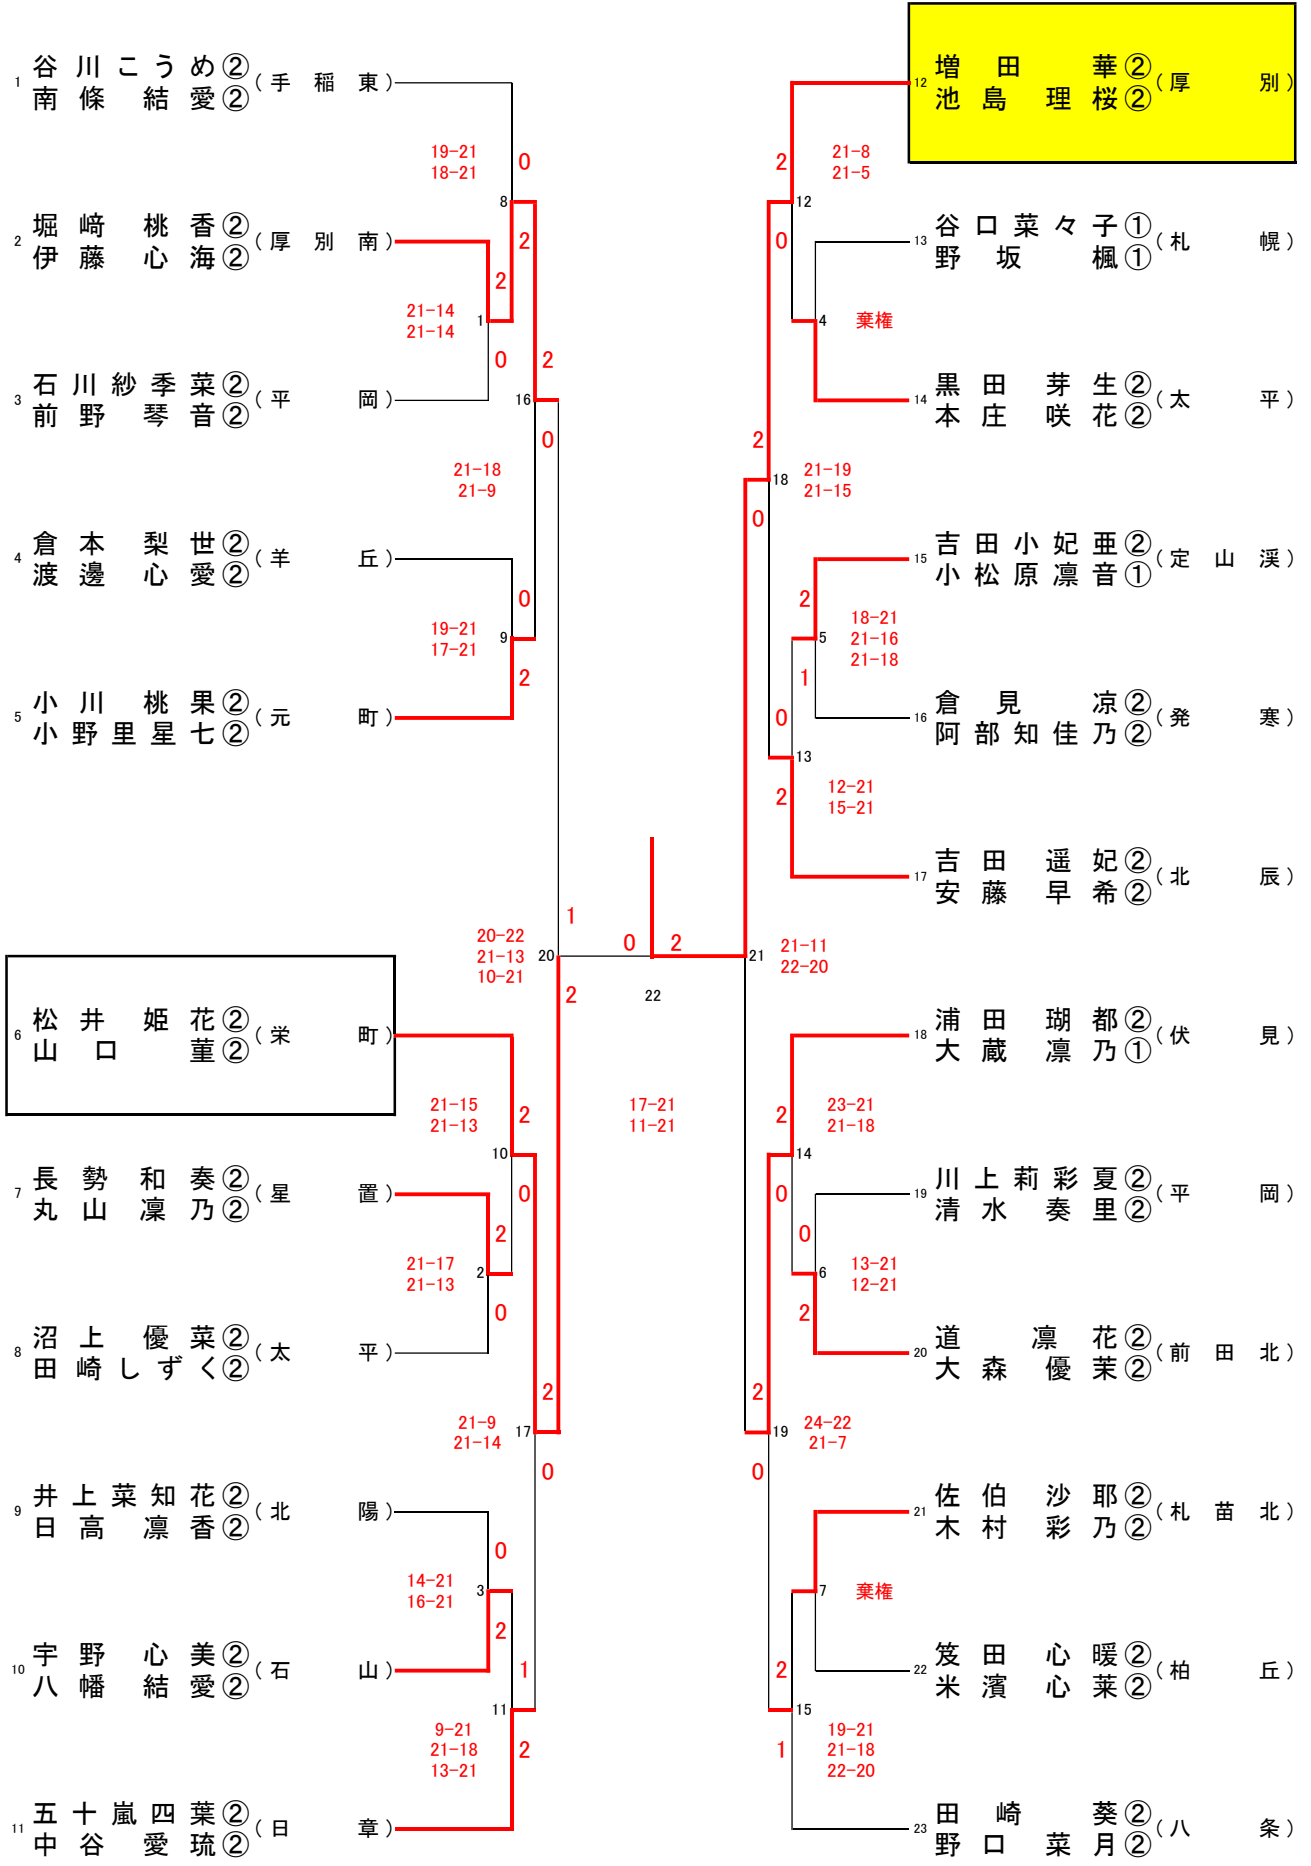 1 谷川こうめ② (手稲東)
南條結愛②
19-21
18-21
0
8
2 堀﨑桃香② (厚別南)
伊藤心海②
2
2
21-14
21-14
1
0
2
3 石川紗季菜② (平岡)
前野琴音②
16
0
21-18
21-9
4 倉本梨世② (羊丘)
渡邊心愛②
0
19-21
17-21
9
2
5 小川桃果② (元町)
小野里星七②
1
20-22
21-13
10-21
20
2
6 松井姫花② (栄町)
山口菫②
21-15
21-13
2
10
7 長勢和奏② (星置)
丸山凜乃②
0
2
21-17
21-13
2
0
8 沼上優菜② (太平)
田崎しずく②
2
21-9
21-14
17
0
9 井上菜知花② (北陽)
日高凛香②
0
14-21
16-21
3
2
10 宇野心美② (石山)
八幡結愛②
1
11
9-21
21-18
13-21
2
11 五十嵐四葉② (日章)
中谷愛琉②
0 2
22
17-21
11-21
12 増田華② (厚別)
池島理桜②
2
21-8
21-5
12
0
13 谷口菜々子① (札幌)
野坂楓①
4
棄権
14 黒田芽生② (太平)
本庄咲花②
2
18
21-19
21-15
0
15 吉田小妃亜② (定山渓)
小松原凛音①
2
5
18-21
21-16
21-18
1
16 倉見凉② (発寒)
阿部知佳乃②
0
13
2
12-21
15-21
17 吉田遥妃② (北辰)
安藤早希②
21
21-11
22-20
18 浦田瑚都② (伏見)
大蔵凛乃①
2
23-21
21-18
14
0
19 川上莉彩夏② (平岡)
清水奏里②
0
6
13-21
12-21
2
20 道凛花② (前田北)
大森優茉②
2
19
24-22
21-7
0
21 佐伯沙耶② (札苗北)
木村彩乃②
7
棄権
22 笈田心暖② (柏丘)
米濱心莱②
2
15
1
19-21
21-18
22-20
23 田崎葵② (八条)
野口菜月②